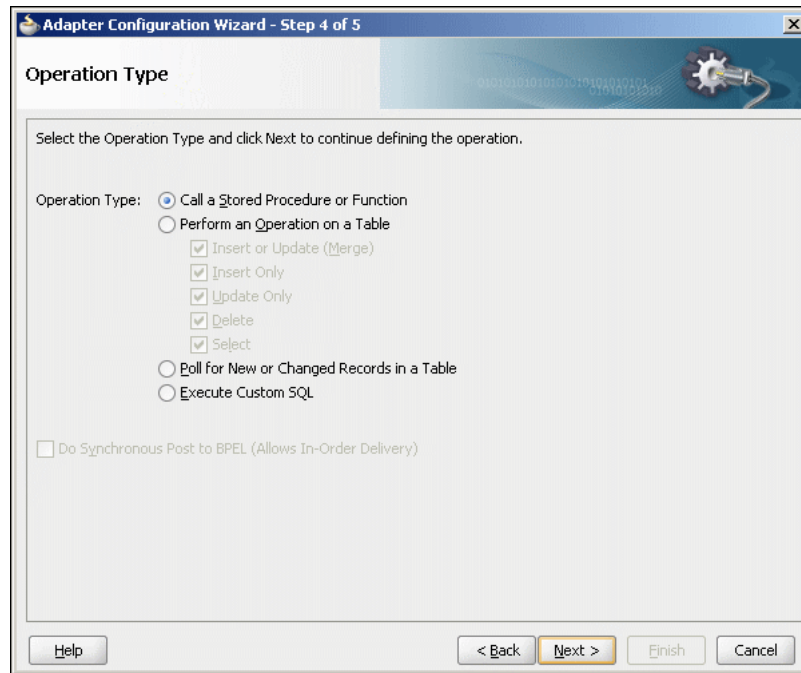 Adapter Configuration Wizard - Step 4 of 5
Operation Type
01010101010101010101010101
01010101010
Select the Operation Type and click Next to continue defining the operation.
Operation Type: Call a Stored Procedure or Function
Perform an Operation on a Table
Insert or Update (Merge)
Insert Only
Update Only
Delete
Select
Poll for New or Changed Records in a Table
Execute Custom SQL
Do Synchronous Post to BPEL (Allows In-Order Delivery)
Help < Back Next > Finish Cancel